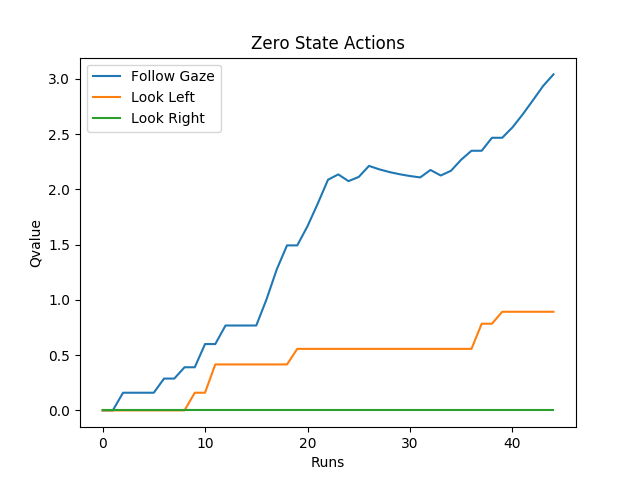 Zero State Actions
Follow Gaze
Look Left
Look Right
3.0
2.5
2.0
1.5
1.0
0.5
0.0
Qvalue
0 10 20 30 40
Runs